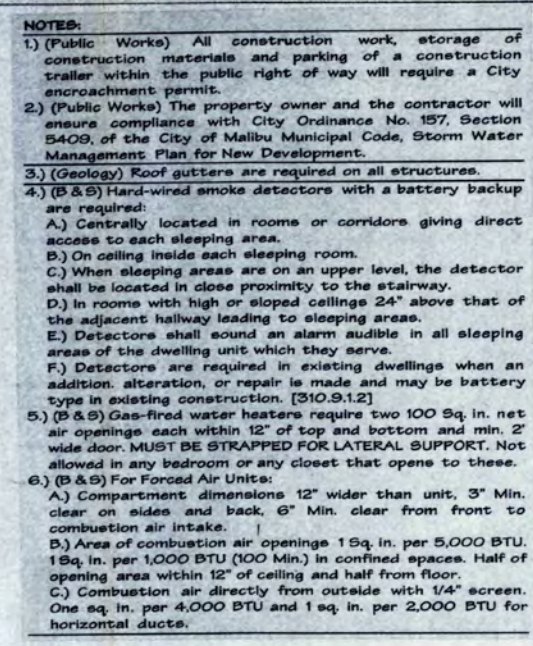 NOTES:
1.) (Public Works) All construction work, storage of
construction materials and parking of a construction
trailer within the public right of way will require a City
encroachment permit.
2.) (Public Works) The property owner and the contractor will
ensure compliance with City Ordinance No. 157, Section
5409, of the City of Malibu Municipal Code, Storm Water
Management Plan for New Development.
3.) (Geology) Roof gutters are required on all structures.
4.) (B & S) Hard-wired smoke detectors with a battery backup
are required:
A.) Centrally located in rooms or corridors giving direct
access to each sleeping area.
B.) On ceiling inside each sleeping room.
C.) When sleeping areas are on an upper level, the detector
shall be located in close proximity to the stairway.
D.) In rooms with high or sloped ceilings 24" above that of
the adjacent hallway leading to sleeping areas.
E.) Detectors shall sound an alarm audible in all sleeping
areas of the dwelling unit which they serve.
F.) Detectors are required in existing dwellings when an
addition. alteration, or repair is made and may be battery
type in existing construction. [310.9.1.2]
5.) (B & S) Gas-fired water heaters require two 100 Sq. in. net
air openings each within 12" of top and bottom and min. 2'
wide door. MUST BE STRAPPED FOR LATERAL SUPPORT. Not
allowed in any bedroom or any closet that opens to these.
6.) (B & S) For Forced Air Units:
A.) Compartment dimensions 12" wider than unit, 3" Min.
clear on sides and back, 6" Min. clear from front to
combustion air intake.
B.) Area of combustion air openings 1 Sq. in. per 5,000 BTU.
1 Sq. in. per 1,000 BTU (100 Min.) in confined spaces. Half of
opening area within 12" of ceiling and half from floor.
C.) Combustion air directly from outside with 1/4" screen.
One sq. in. per 4,000 BTU and 1 sq. in. per 2,000 BTU for
horizontal ducts.